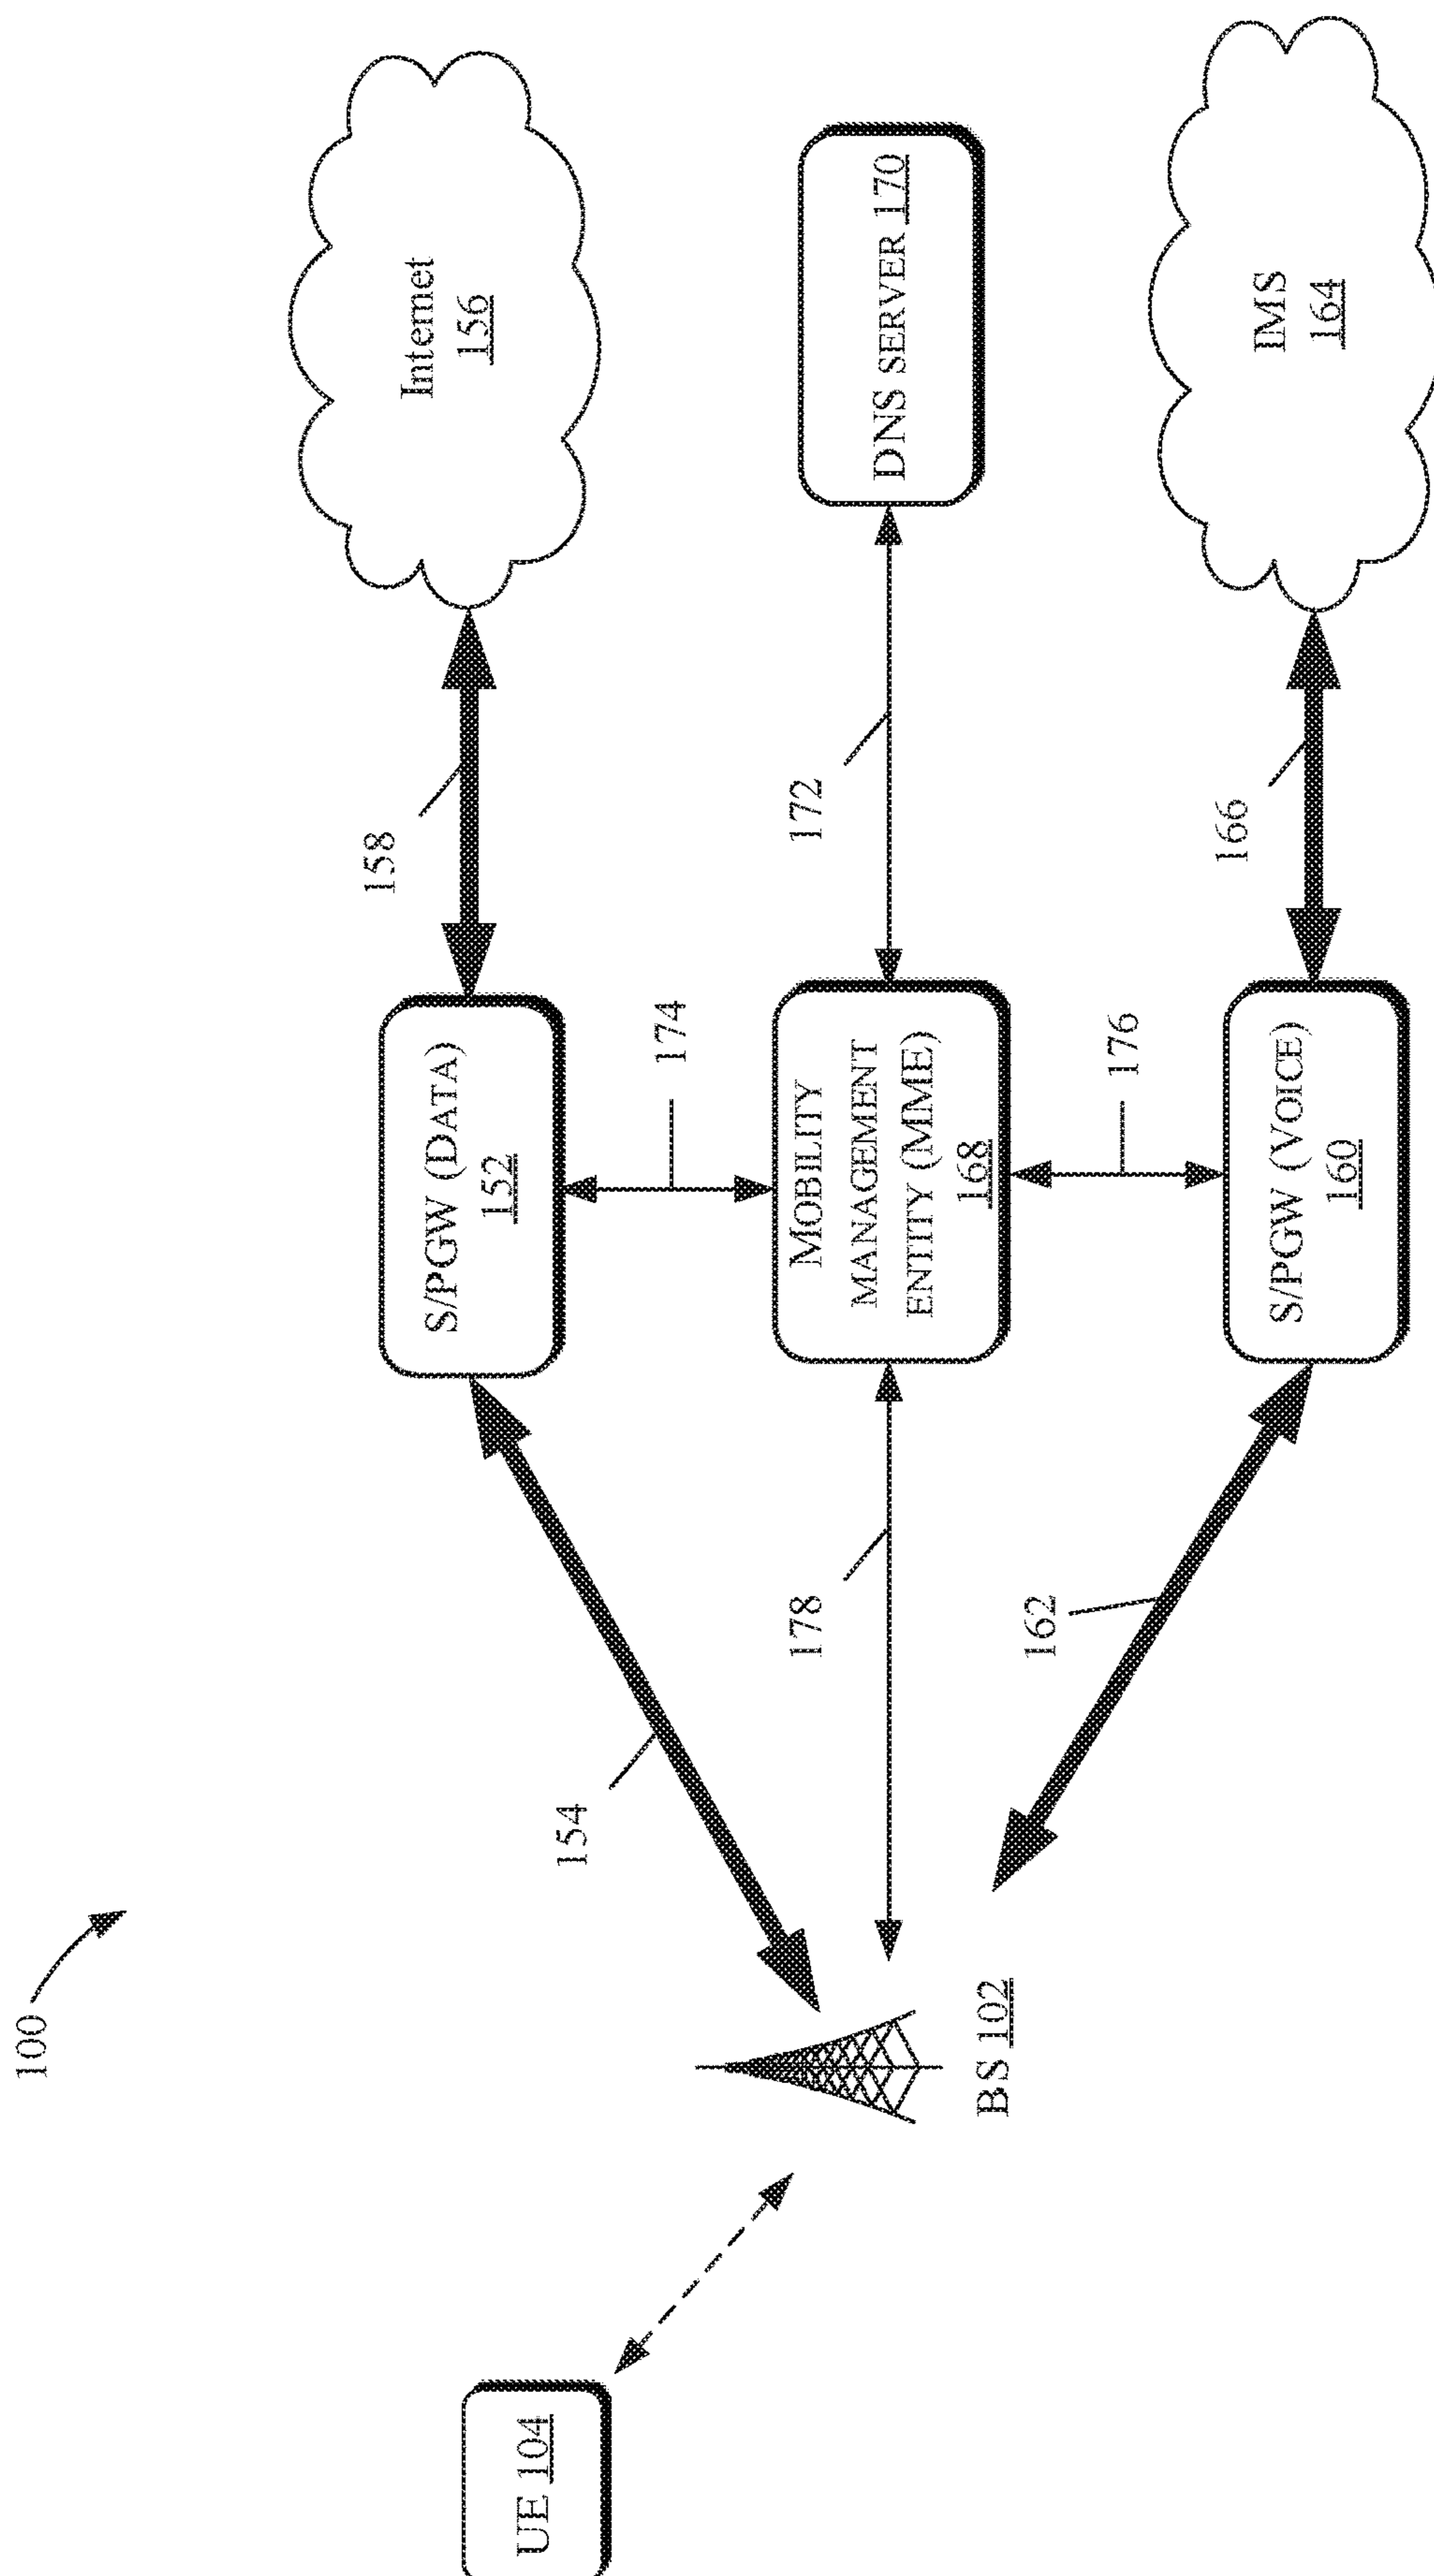 100
UE 104
BS 102
154
178
162
S/PGW (DATA)
152
174
MOBILITY
MANAGEMENT
ENTITY (MME)
168
176
S/PGW (VOICE)
160
158
172
166
Internet
156
DNS SERVER 170
IMS
164